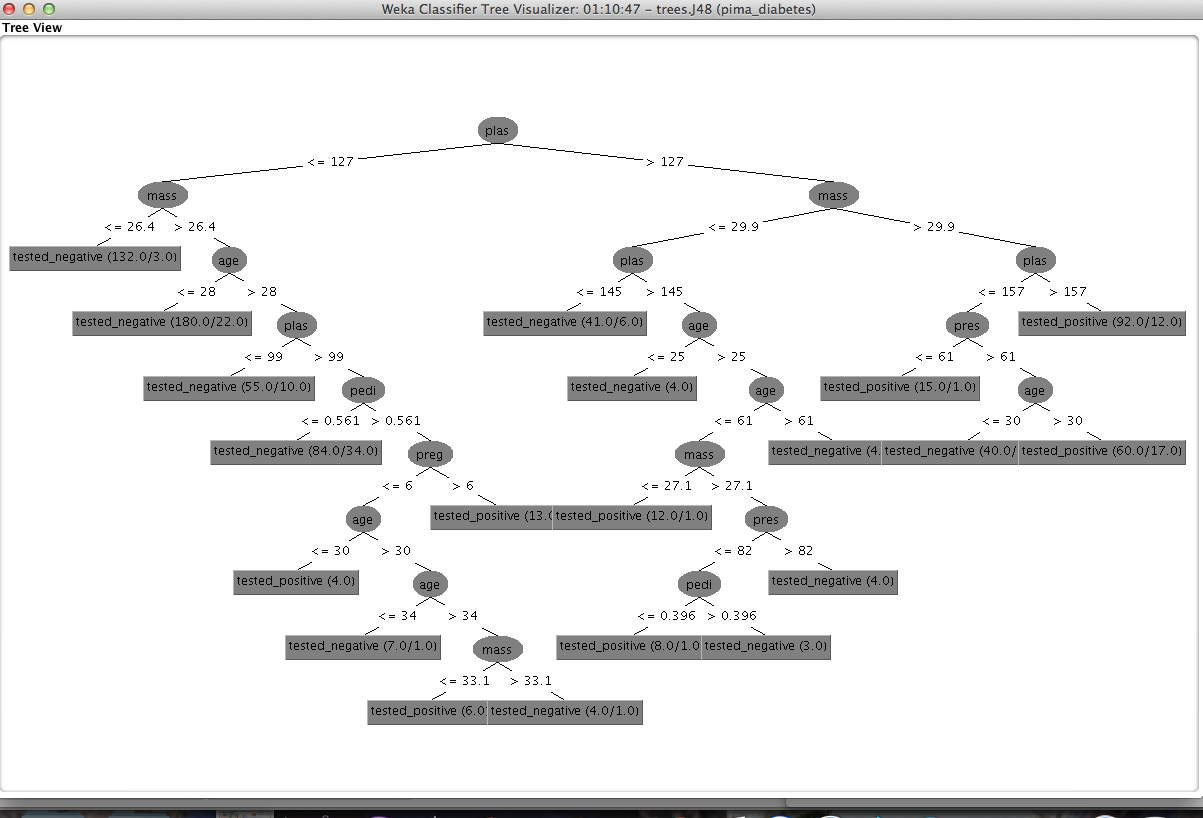 Weka Classifier Tree Visualizer: 01:10:47 – trees.J48 (pima_diabetes)
Tree View
plas
<= 127 > 127
mass mass
<= 26.4 > 26.4 <= 29.9 > 29.9
tested_negative (132.0/3.0) age plas plas
<= 28 > 28 <= 145 > 145 <= 157 > 157
tested_negative (180.0/22.0) plas tested_negative (41.0/6.0) age pres tested_positive (92.0/12.0)
<= 99 > 99 <= 25 > 25 <= 61 > 61
tested_negative (55.0/10.0) pedi tested_negative (4.0) age tested_positive (15.0/1.0) age
<= 0.561 > 0.561 <= 61 > 61 <= 30 > 30
tested_negative (84.0/34.0) preg mass tested_negative (4. tested_negative (40.0/ tested_positive (60.0/17.0)
<= 6 > 6 <= 27.1 > 27.1
age tested_positive (13.0 tested_positive (12.0/1.0) pres
<= 30 > 30 <= 82 > 82
tested_positive (4.0) age pedi tested_negative (4.0)
<= 34 > 34 <= 0.396 > 0.396
tested_negative (7.0/1.0) mass tested_positive (8.0/1.0 tested_negative (3.0)
<= 33.1 > 33.1
tested_positive (6.0 tested_negative (4.0/1.0)